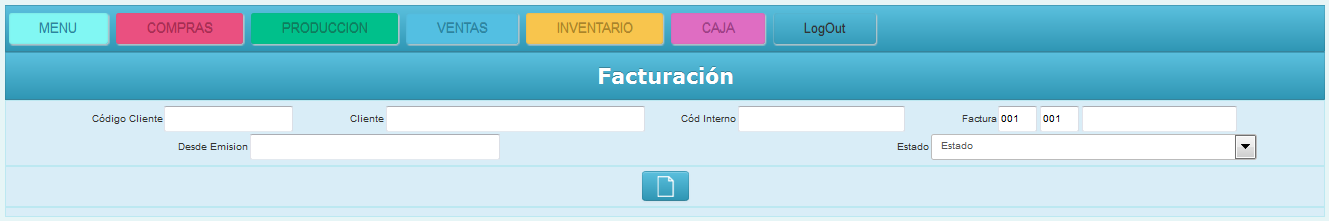 MENU COMPRAS PRODUCCION VENTAS INVENTARIO CAJA LogOut
Facturación
Código Cliente Cliente Cód Interno Factura 001 001
Desde Emision Estado Estado